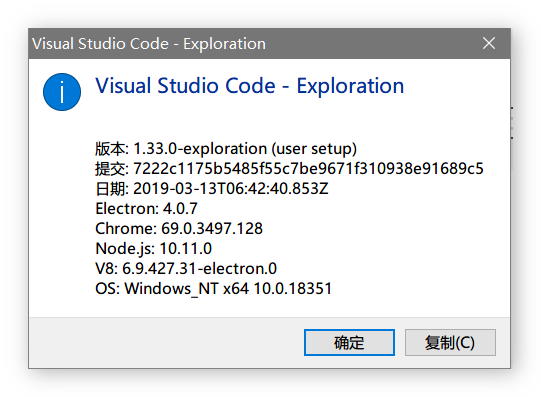 Visual Studio Code - Exploration
Visual Studio Code - Exploration
版本: 1.33.0-exploration (user setup)
提交: 7222c1175b5485f55c7be9671f310938e91689c5
日期: 2019-03-13T06:42:40.853Z
Electron: 4.0.7
Chrome: 69.0.3497.128
Node.js: 10.11.0
V8: 6.9.427.31-electron.0
OS: Windows_NT x64 10.0.18351
确定 复制(C)